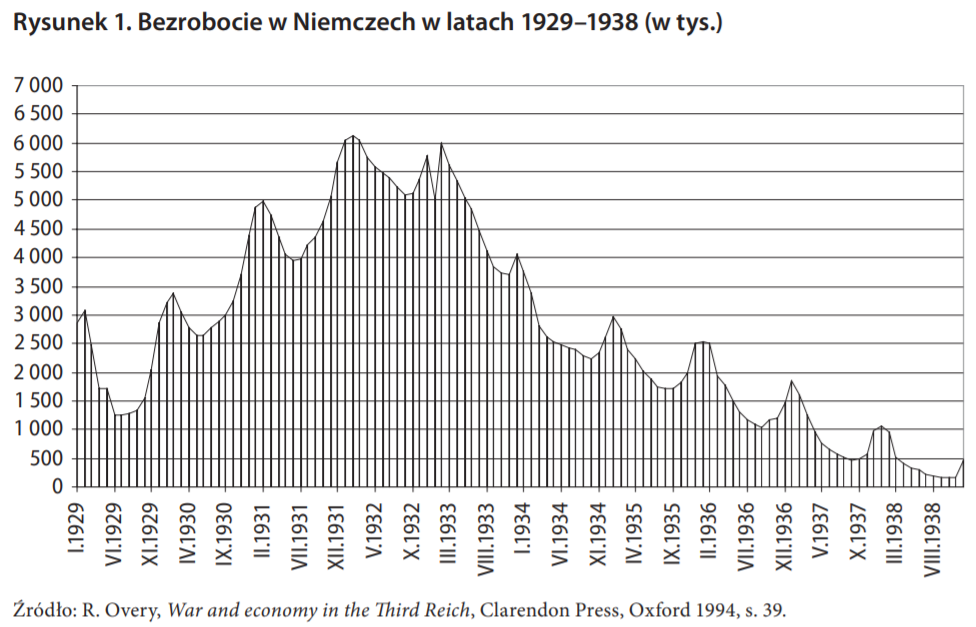 Rysunek 1. Bezrobocie w Niemczech w latach 1929–1938 (w tys.)
7 000
6 500
6 000
5 500
5 000
4 500
4 000
3 500
3 000
2 500
2 000
1 500
1 000
500
0
I.1929
VI.1929
XI.1929
IV.1930
IX.1930
II.1931
VII.1931
XII.1931
V.1932
X.1932
III.1933
VIII.1933
I.1934
VI.1934
XI.1934
IV.1935
IX.1935
II.1936
VII.1936
XII.1936
V.1937
X.1937
III.1938
VIII.1938
Źródło: R. Overy, War and economy in the Third Reich, Clarendon Press, Oxford 1994, s. 39.